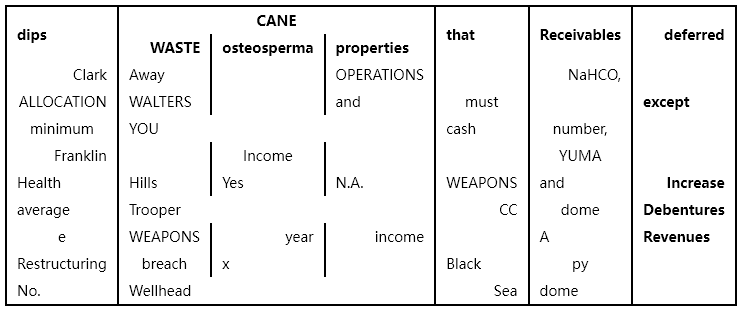 dips CANE that Receivables deferred
WASTE osteosperma properties
Clark Away OPERATIONS NaHCO,
ALLOCATION WALTERS and must except
minimum YOU cash number,
Franklin Income YUMA
Health Hills Yes N.A. WEAPONS and Increase
average Trooper CC dome Debentures
e WEAPONS year income A Revenues
Restructuring breach x Black py
No. Wellhead Sea dome